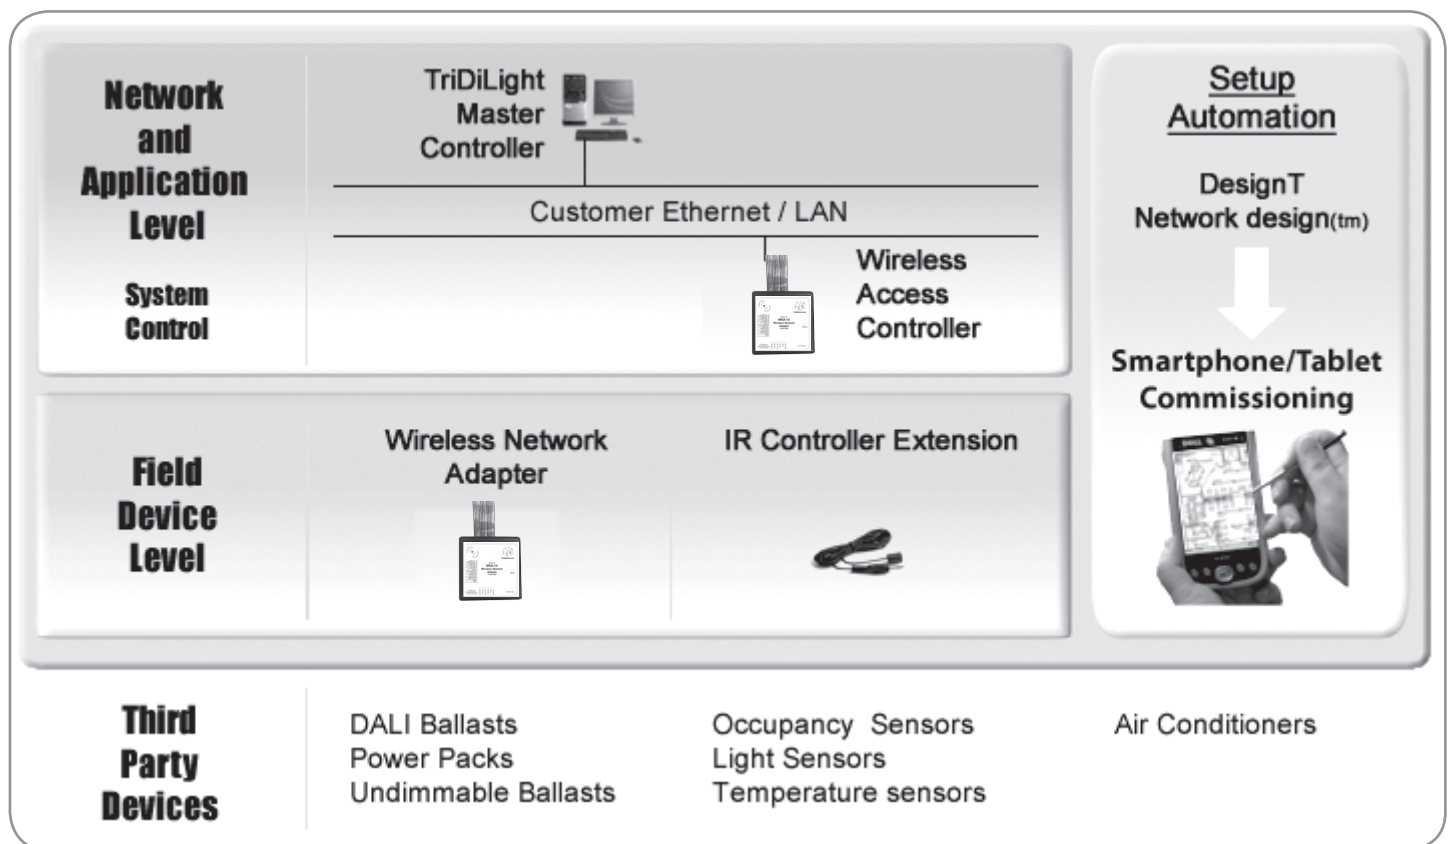 Network
and
Application
Level
System
Control
TriDiLight
Master
Controller
Customer Ethernet / LAN
Wireless
Access
Controller
Field
Device
Level
Wireless Network
Adapter
IR Controller Extension
Setup
Automation
DesignT
Network design(tm)
Smartphone/Tablet
Commissioning
DELL
Third
Party
Devices
DALI Ballasts
Power Packs
Undimmable Ballasts
Occupancy Sensors
Light Sensors
Temperature sensors
Air Conditioners